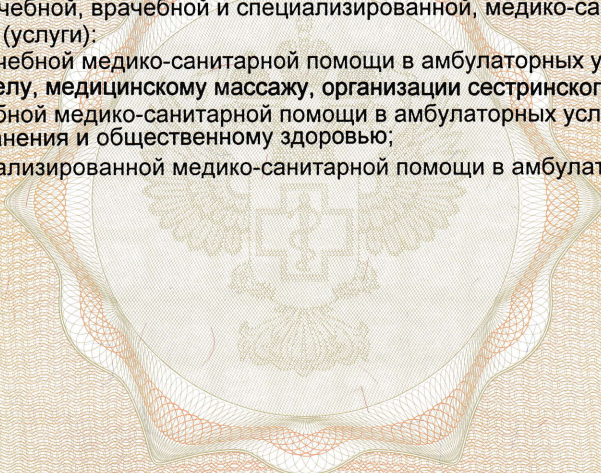 чебной, врачебной и специализированной, медико-са
(услуги):
чебной медико-санитарной помощи в амбулаторных у
елу, медицинскому массажу, организации сестринског
бной медико-санитарной помощи в амбулаторных усл
анения и общественному здоровью;
ализированной медико-санитарной помощи в амбулат